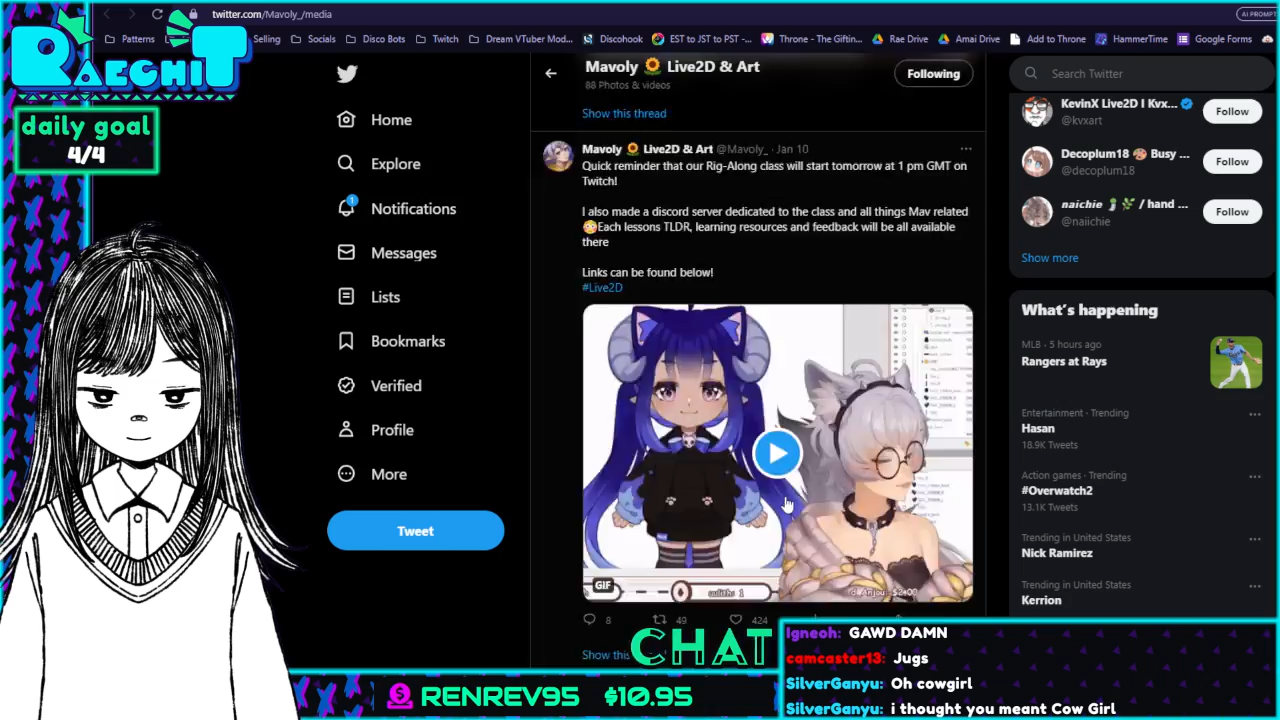 RAECHIT
daily goal
4/4
twitter.com/Mavoly_/media
AI PROMPT
Patterns
Selling
Socials
Disco Bots
Twitch
Dream VTuber Mod...
Discohook
EST to JST to PST -...
Throne - The Giftin...
Rae Drive
Amai Drive
Add to Throne
HammerTime
Google Forms
Home
Explore
1
Notifications
Messages
Lists
Bookmarks
Verified
Profile
More
Tweet
Mavoly 🌻 Live2D & Art
88 Photos & videos
Following
Show this thread
Mavoly 🌻 Live2D & Art @Mavoly_ · Jan 10
Quick reminder that our Rig-Along class will start tomorrow at 1 pm GMT on
Twitch!
I also made a discord server dedicated to the class and all things Mav related
😳Each lessons TLDR, learning resources and feedback will be all available
there
Links can be found below!
#Live2D
GIF
8
49
424
Show this
Search Twitter
KevinX Live2D I Kvx...
@kvxart
Follow
Decoplum18 🎨 Busy ...
@decoplum18
Follow
naichie / hand ...
@naiichie
Follow
Show more
What's happening
MLB · 5 hours ago
Rangers at Rays
Entertainment · Trending
Hasan
18.9K Tweets
Action games · Trending
#Overwatch2
13.1K Tweets
Trending in United States
Nick Ramirez
Trending in United States
Kerrion
CHAT
Igneoh: GAWD DAMN
camcaster13: Jugs
SilverGanyu: Oh cowgirl
SilverGanyu: i thought you meant Cow Girl
RENREV95 $10.95